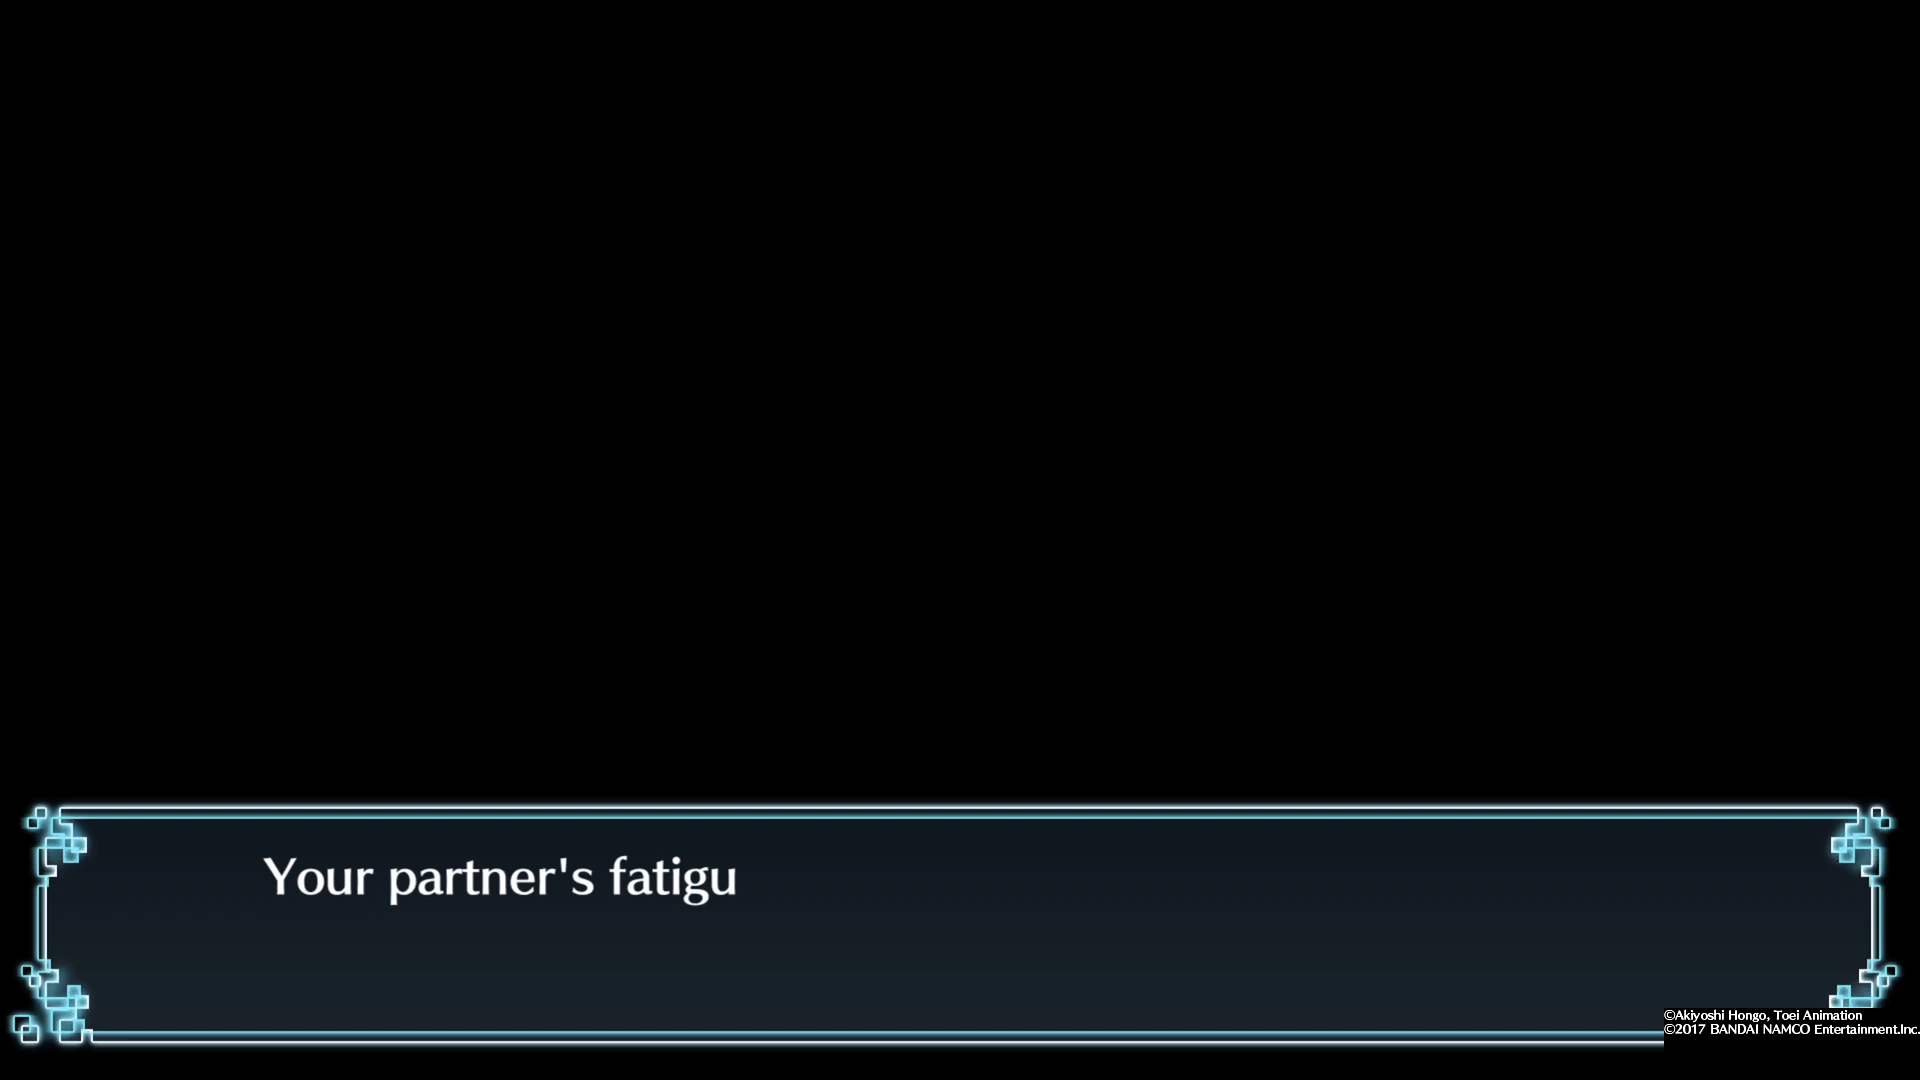 Your partner's fatigu
©Akiyoshi Hongo, Toei Animation
©2017 BANDAI NAMCO Entertainment.Inc.